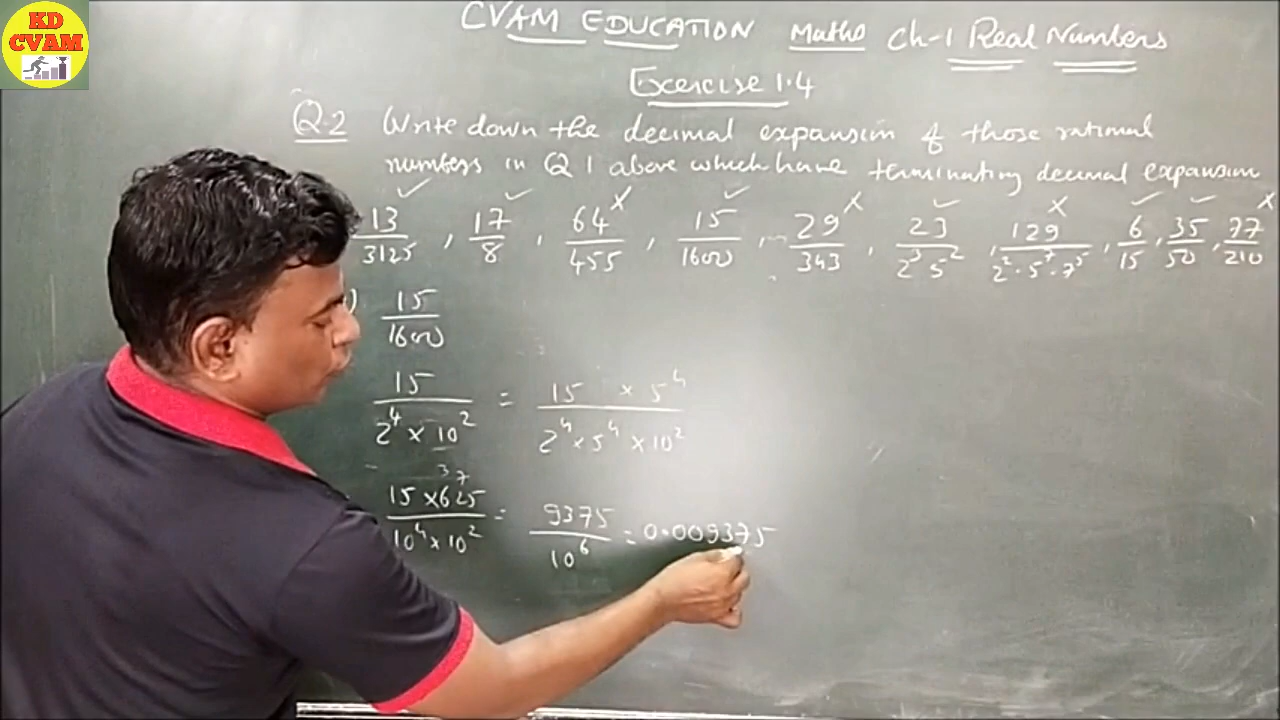 KD
CVAM
CVAM EDUCATION Maths Ch-1 Real Numbers
Exercise 1.4
Q.2 Write down the decimal expansion of those rational
numbers in Q 1 above which have terminating decimal expansion
✓ ✓ x ✓ x ✓ x ✓ ✓ x
13/3125, 17/8, 64/455, 15/1600, 29/343, 23/2³5², 129/2²·5⁷·7⁵, 6/15, 35/50, 77/210
) 15/1600
15/2⁴×10² = 15 × 5⁴/2⁴×5⁴×10²
3 7
15×625/10⁴×10² = 9375/10⁶ = 0.009375